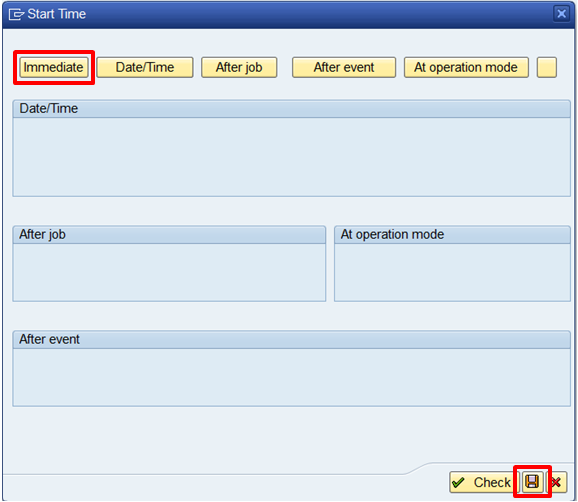 Start Time
Immediate Date/Time After job After event At operation mode
Date/Time
After job At operation mode
After event
Check